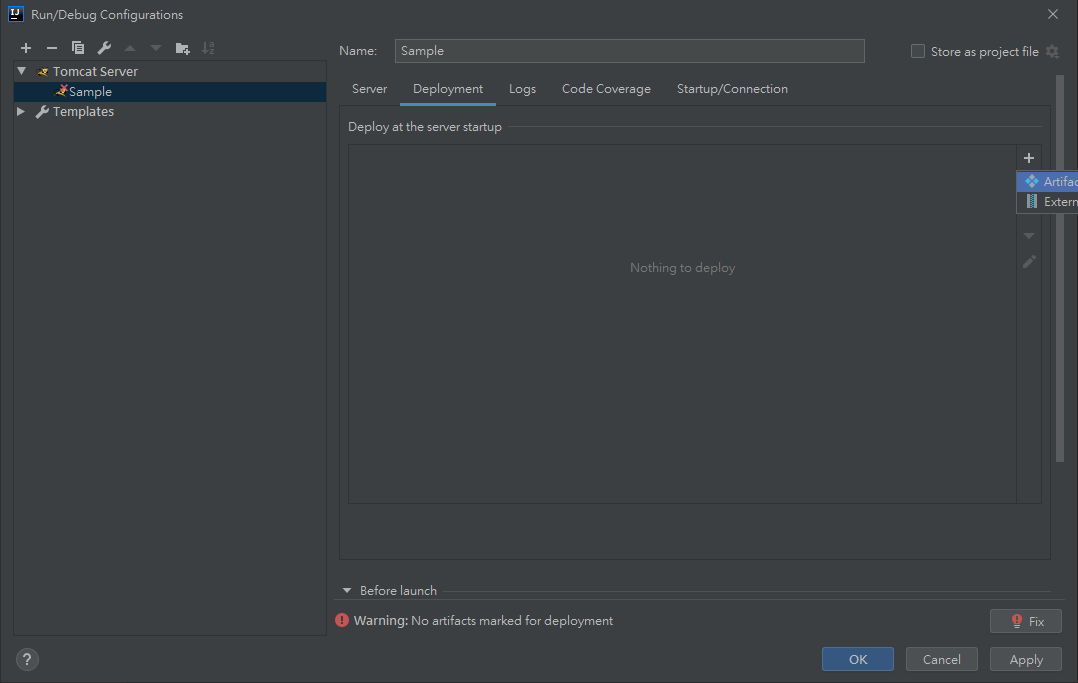 Run/Debug Configurations
Name: Sample
Store as project file
Tomcat Server
Sample
Templates
Server Deployment Logs Code Coverage Startup/Connection
Deploy at the server startup
Artifac
Extern
Nothing to deploy
Before launch
Warning: No artifacts marked for deployment
Fix
? OK Cancel Apply